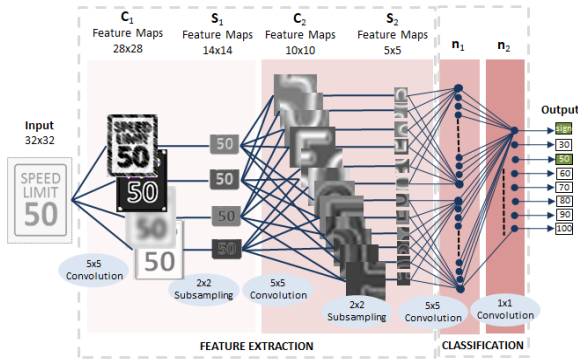 C1
Feature Maps
28x28
S1
Feature Maps
14x14
C2
Feature Maps
10x10
S2
Feature Maps
5x5
n1
n2
Input
32x32
SPEED
LIMIT
50
SPEED
LIMIT
50
50
50
50
50
50
50
Output
sign
30
50
60
70
80
90
100
5x5
Convolution
2x2
Subsampling
5x5
Convolution
2x2
Subsampling
5x5
Convolution
1x1
Convolution
FEATURE EXTRACTION
CLASSIFICATION